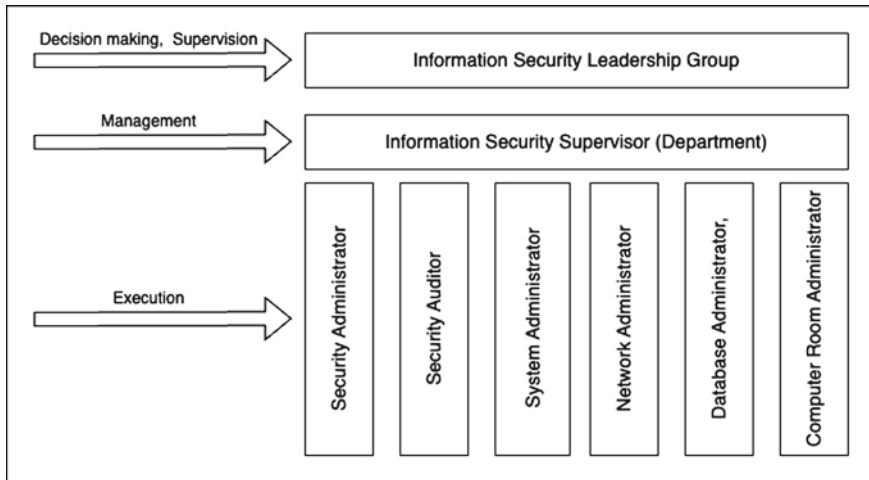 Decision making, Supervision
Information Security Leadership Group
Management
Information Security Supervisor (Department)
Execution
Security Administrator
Security Auditor
System Administrator
Network Administrator
Database Administrator,
Computer Room Administrator